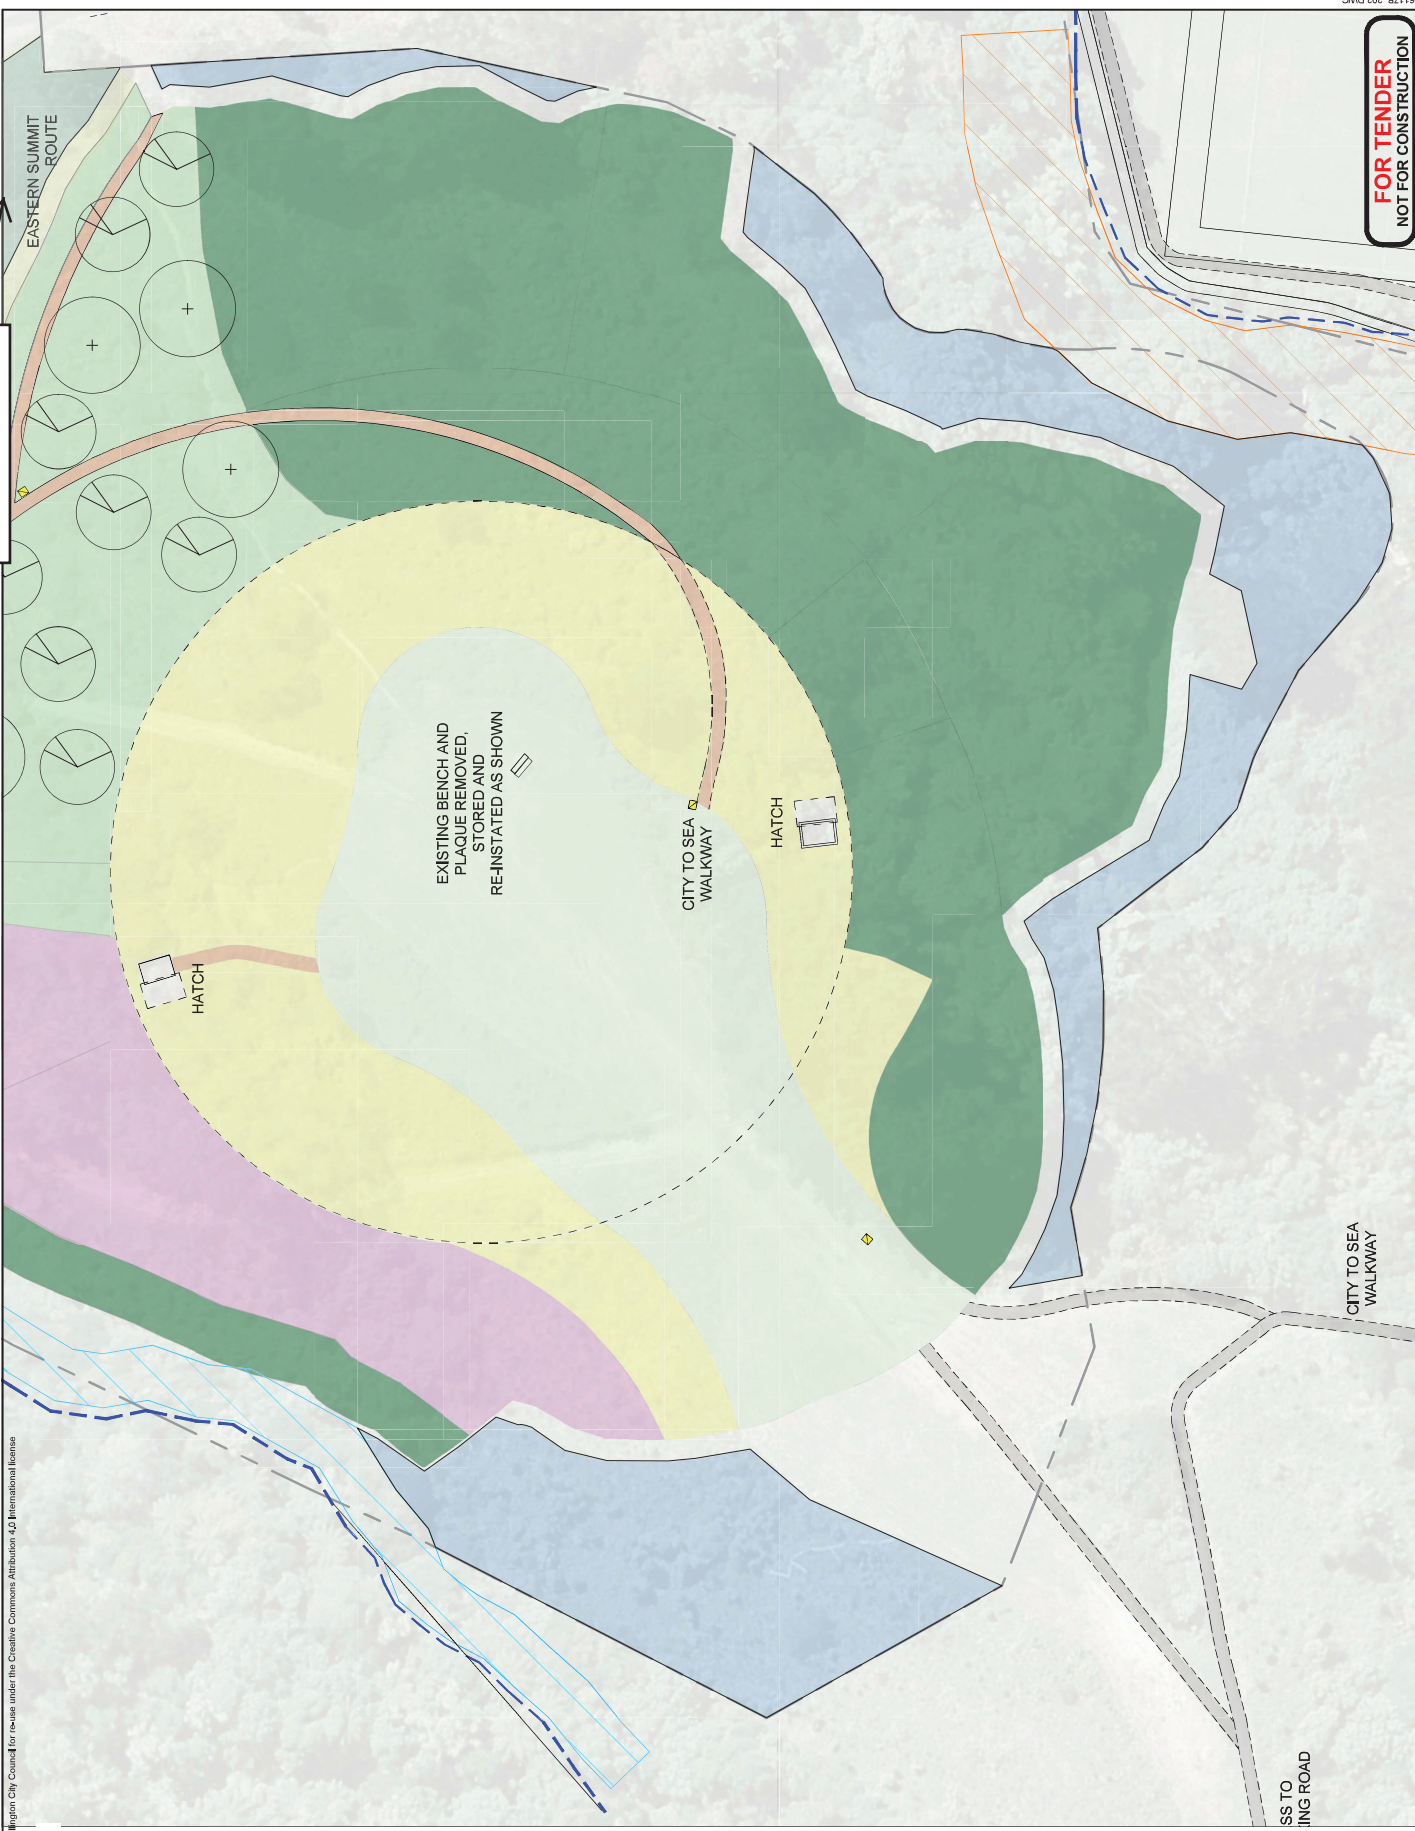 EASTERN SUMMIT
ROUTE
FOR TENDER
NOT FOR CONSTRUCTION
EXISTING BENCH AND
PLAQUE REMOVED,
STORED AND
RE-INSTATED AS SHOWN
CITY TO SEA
WALKWAY
HATCH
HATCH
CITY TO SEA
WALKWAY
SS TO
KING ROAD
lington City Council for re-use under the Creative Commons Attribution 4.0 International license